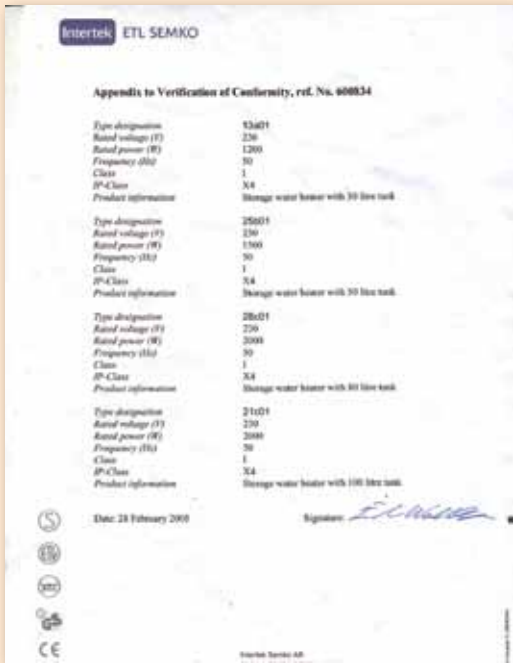 Intertek ETL SEMKO
Appendix to Verification of Conformity, ref. No. 600834
Type designation
Rated voltage (V) 230
Rated power (W) 1200
Frequency (Hz) 50
Class I
IP-Class X4
Product information Storage water heater with litre tank
Type designation 25b01
Rated voltage (V) 230
Rated power (W) 1500
Frequency (Hz) 50
Class I
IP-Class X4
Product information Storage water heater with 50 litre tank
Type designation 28c01
Rated voltage (V) 230
Rated power (W) 2000
Frequency (Hz) 50
Class I
IP-Class X4
Product information Storage water heater with 80 litre tank
Type designation 21c01
Rated voltage (V) 230
Rated power (W) 2000
Frequency (Hz) 50
Class I
IP-Class X4
Product information Storage water heater with 100 litre tank
Date: 28 February Signature:
S
GS
CE
Intertek Semko AB